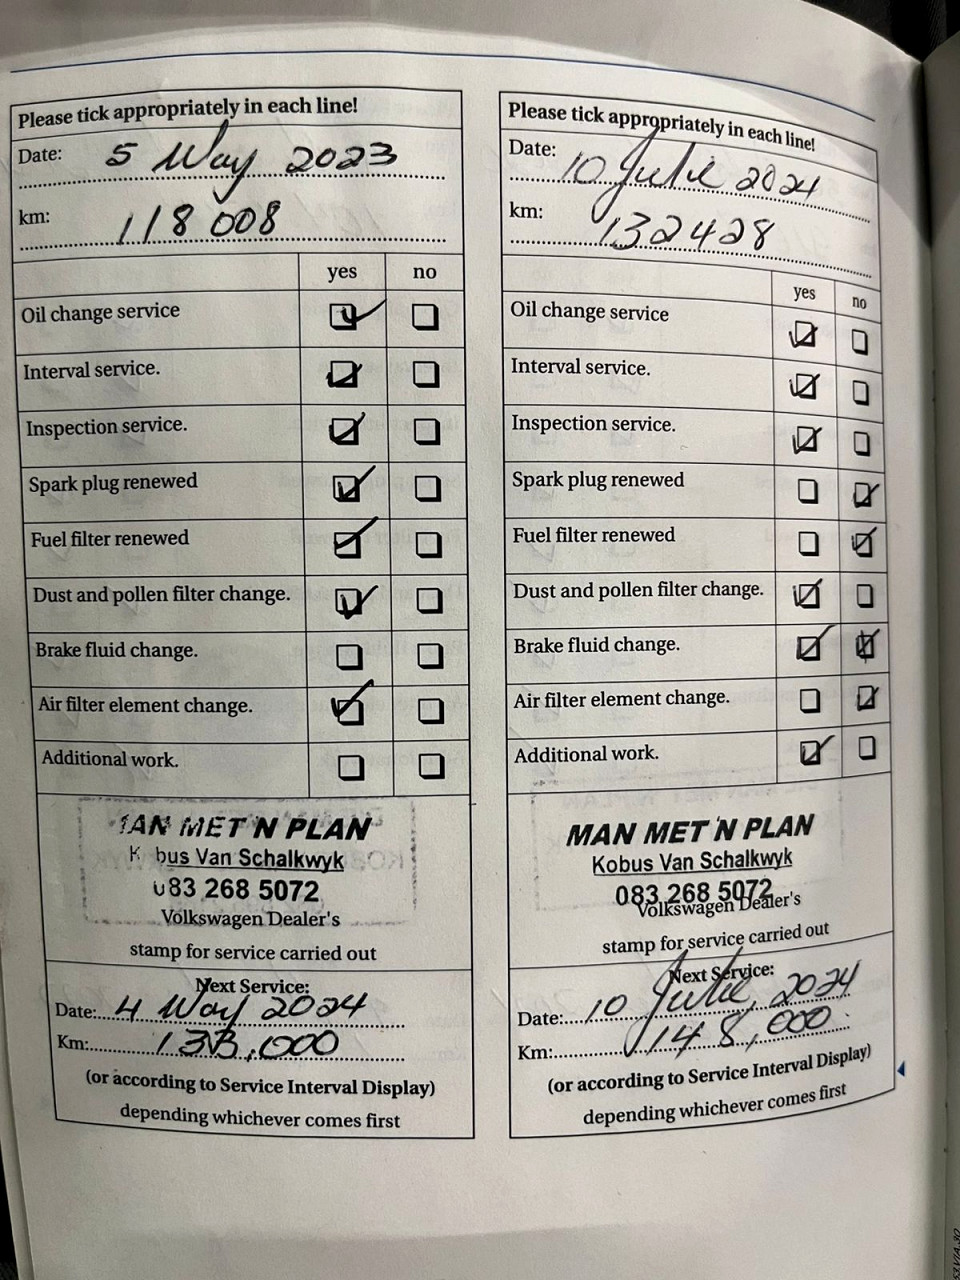 Please tick appropriately in each line!
Date: 5 May 2023
km: 118 008
yes no
Oil change service
Interval service.
Inspection service.
Spark plug renewed
Fuel filter renewed
Dust and pollen filter change.
Brake fluid change.
Air filter element change.
Additional work.
MAN MET 'N PLAN
Kobus Van Schalkwyk
083 268 5072
Volkswagen Dealer's
stamp for service carried out
Next Service:
Date: 4 May 2024
Km: 133,000
(or according to Service Interval Display)
depending whichever comes first
Please tick appropriately in each line!
Date: 10 Julie 2024
km: 132428
yes no
Oil change service
Interval service.
Inspection service.
Spark plug renewed
Fuel filter renewed
Dust and pollen filter change.
Brake fluid change.
Air filter element change.
Additional work.
MAN MET 'N PLAN
Kobus Van Schalkwyk
083 268 5072
Volkswagen Dealer's
stamp for service carried out
Next Service:
Date: 10 Julie, 2024
Km: 148,000
(or according to Service Interval Display)
depending whichever comes first